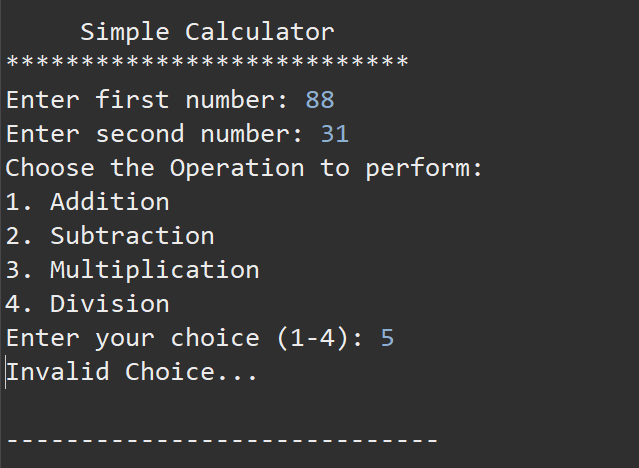 Simple Calculator
***************************
Enter first number: 88
Enter second number: 31
Choose the Operation to perform:
1. Addition
2. Subtraction
3. Multiplication
4. Division
Enter your choice (1-4): 5
Invalid Choice...
-----------------------------